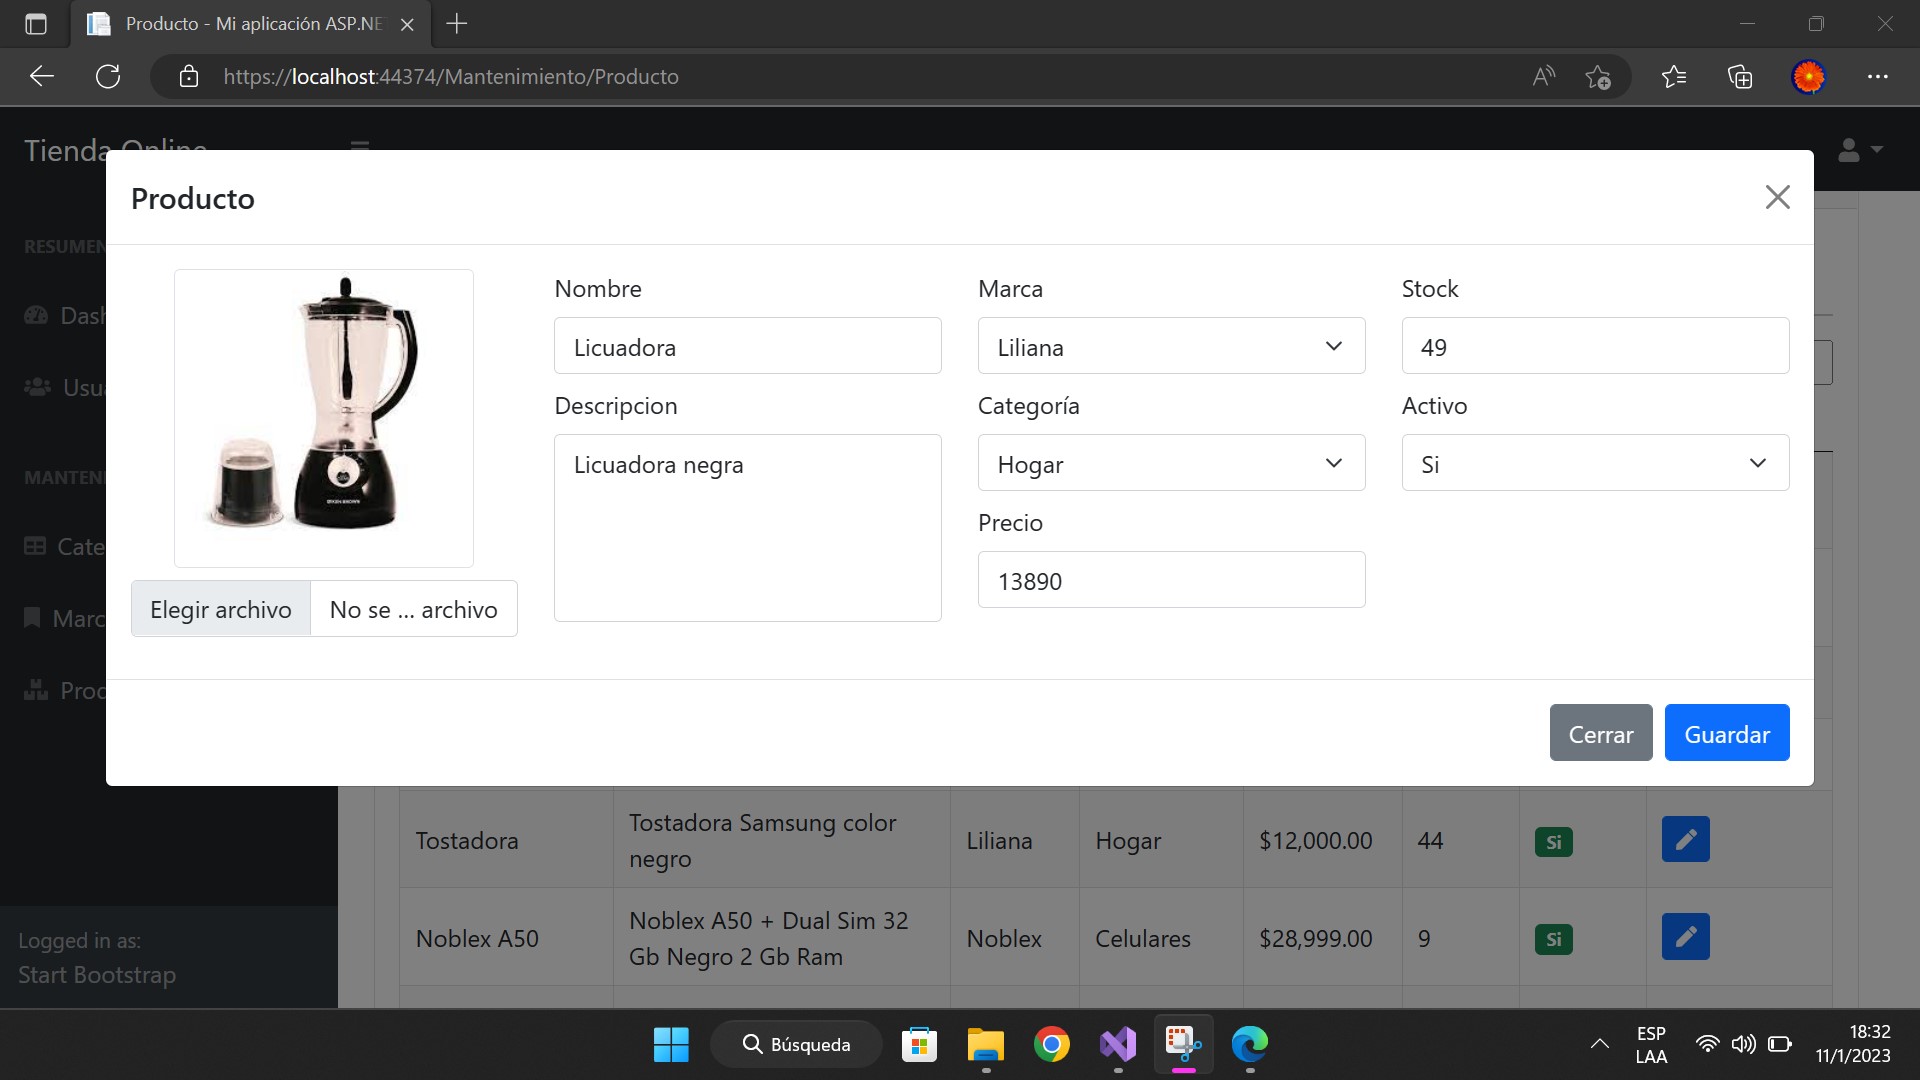 Producto - Mi aplicación ASP.NE
https://localhost:44374/Mantenimiento/Producto
Tienda Online
Producto
RESUMEN
Dash
Usua
MANTENI
Cate
Marc
Prod
Nombre
Licuadora
Marca
Liliana
Stock
49
Descripcion
Licuadora negra
Categoría
Hogar
Activo
Si
Precio
13890
Elegir archivo
No se ... archivo
Cerrar
Guardar
Tostadora
Tostadora Samsung color
negro
Liliana
Hogar
$12,000.00
44
Si
Noblex A50
Noblex A50 + Dual Sim 32
Gb Negro 2 Gb Ram
Noblex
Celulares
$28,999.00
9
Si
Logged in as:
Start Bootstrap
Búsqueda
ESP
LAA
18:32
11/1/2023